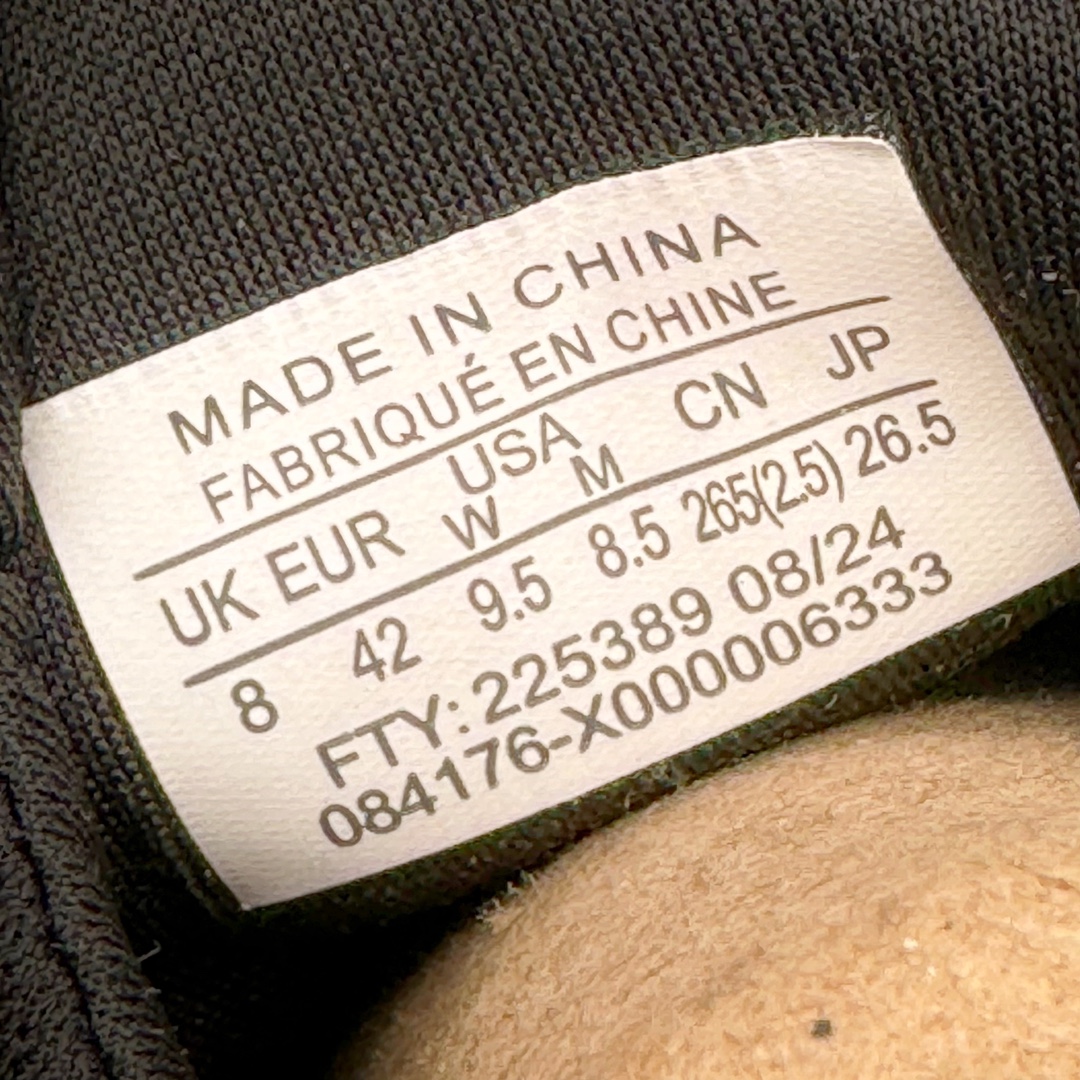 MADE IN CHINA
FABRIQUÉ EN CHINE
UK EUR USA W M CN JP
8 42 9.5 8.5 265(2.5) 26.5
FTY: 225389 08/24
084176-X000006333